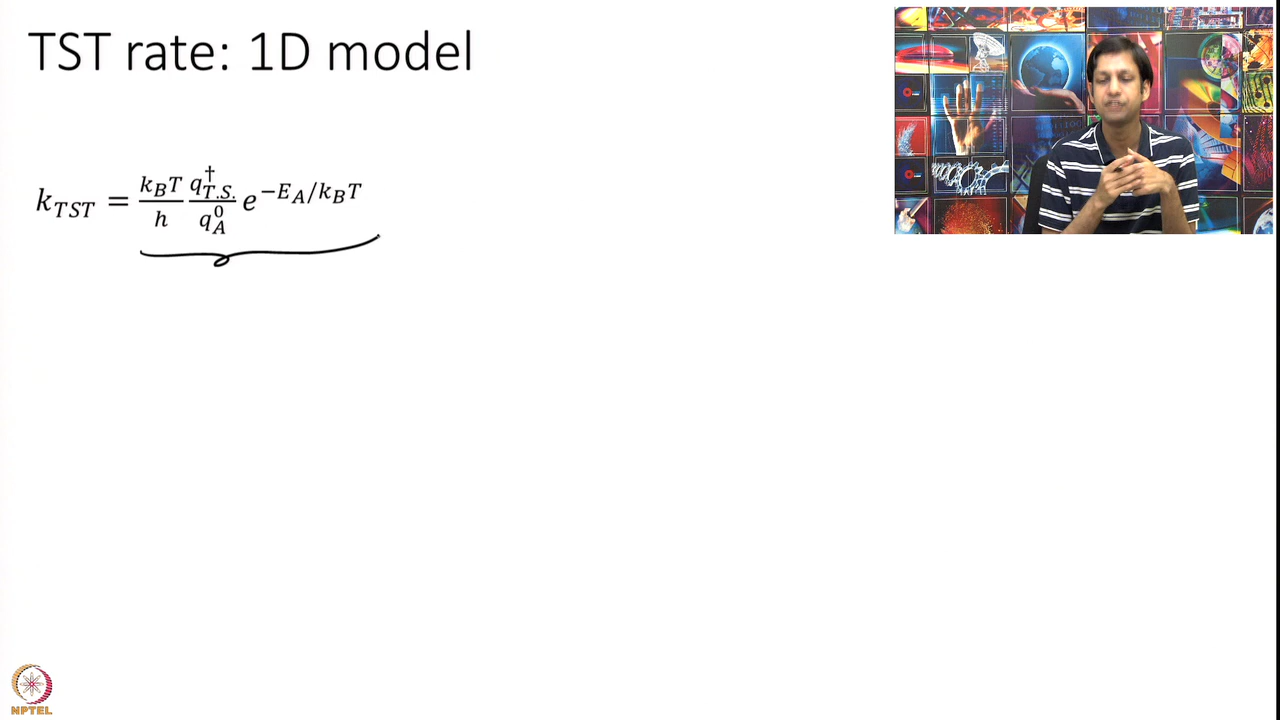 TST rate: 1D model
k_{TST} = \frac{k_B T}{h} \frac{q^{\dagger}_{T.S.}}{q^0_A} e^{-E_A/k_B T}
NPTEL